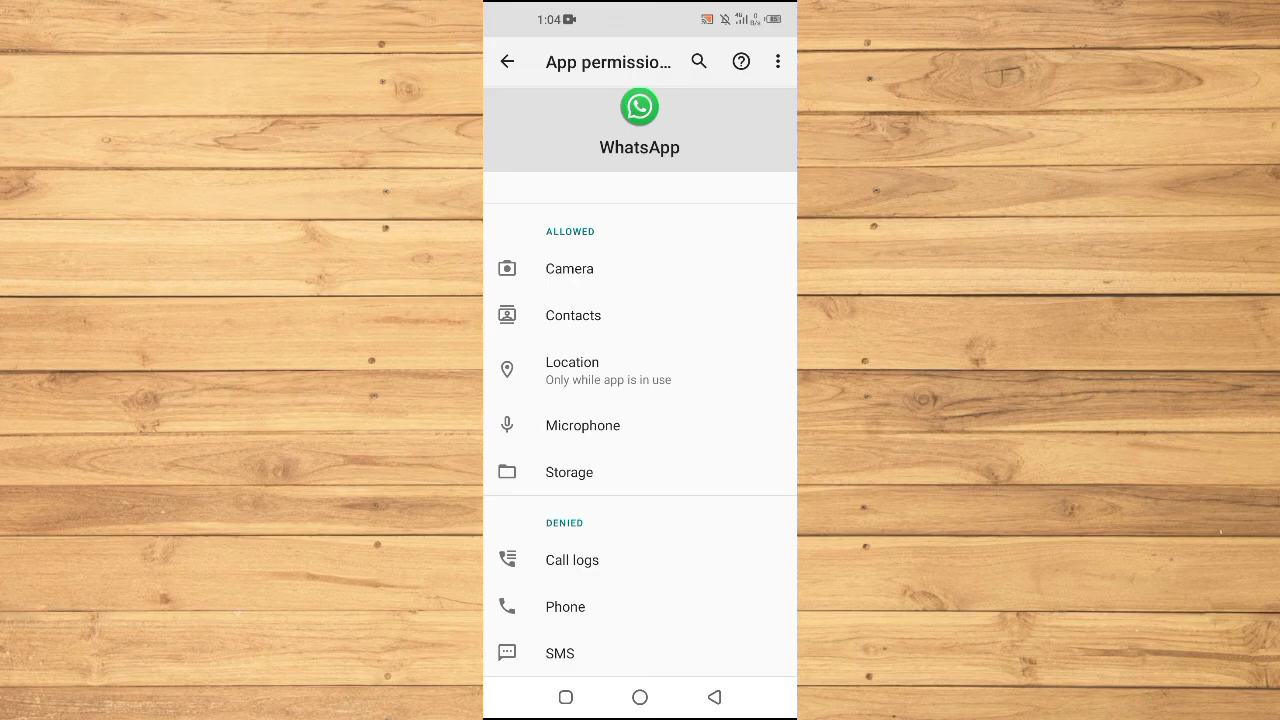 1:04
App permissio...
WhatsApp
ALLOWED
Camera
Contacts
Location
Only while app is in use
Microphone
Storage
DENIED
Call logs
Phone
SMS